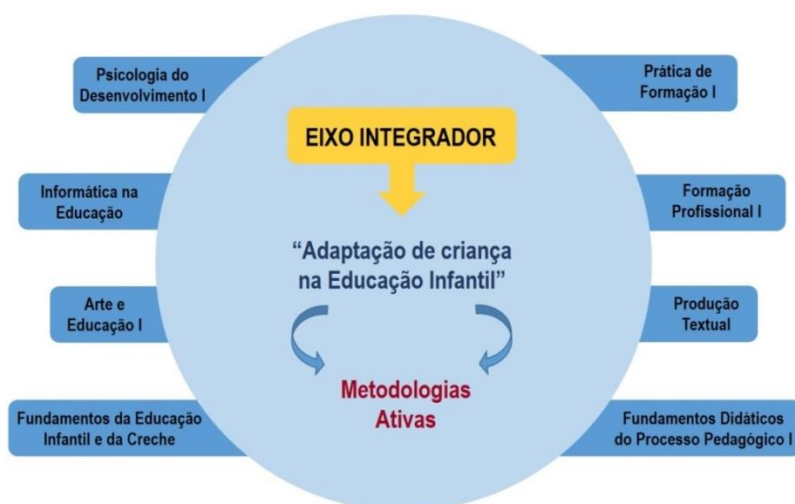 Psicologia do
Desenvolvimento I
Prática de
Formação I
EIXO INTEGRADOR
Informática na
Educação
Formação
Profissional I
“Adaptação de criança
na Educação Infantil”
Arte e
Educação I
Produção
Textual
Metodologias
Ativas
Fundamentos da Educação
Infantil e da Creche
Fundamentos Didáticos
do Processo Pedagógico I